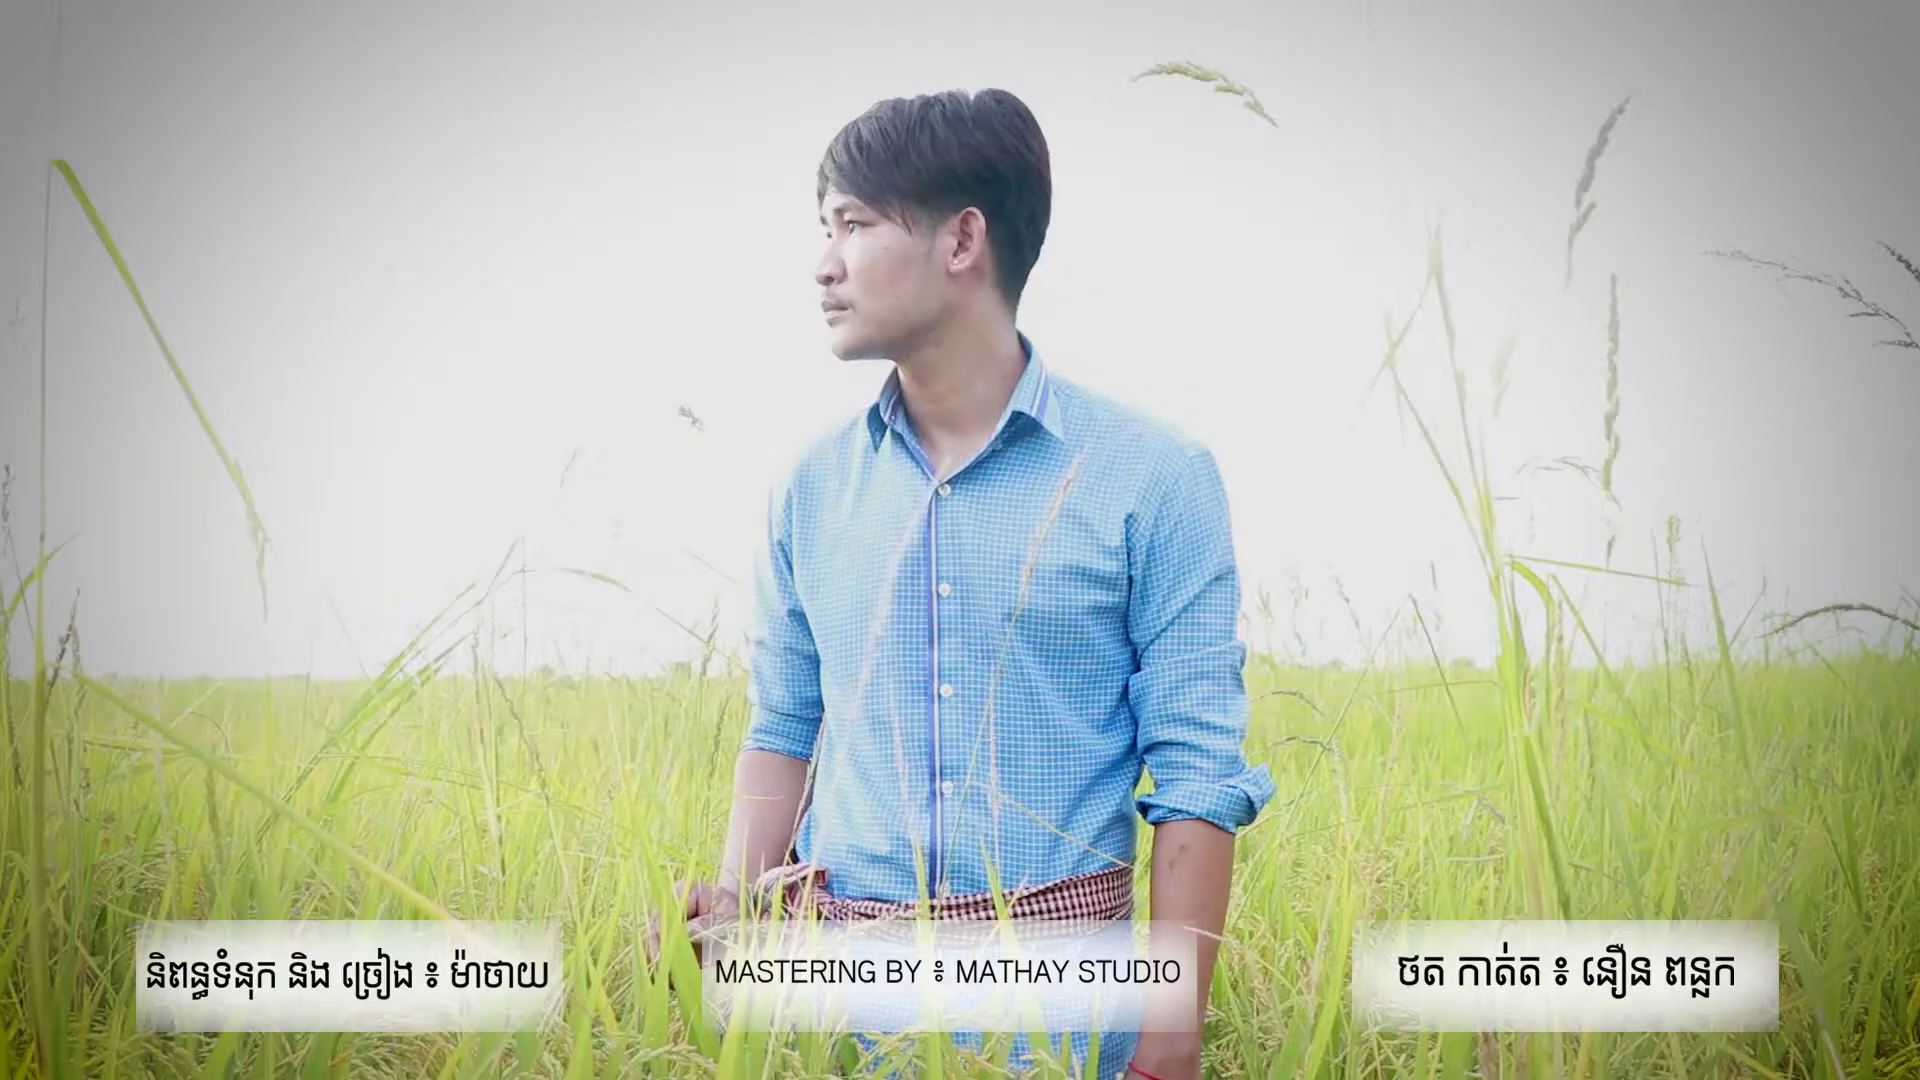 និពន្ធទំនុក និង ច្រៀង ៖ ម៉ាថាយ
MASTERING BY ៖ MATHAY STUDIO
ថត កាត់ត ៖ នឿន ពន្លក